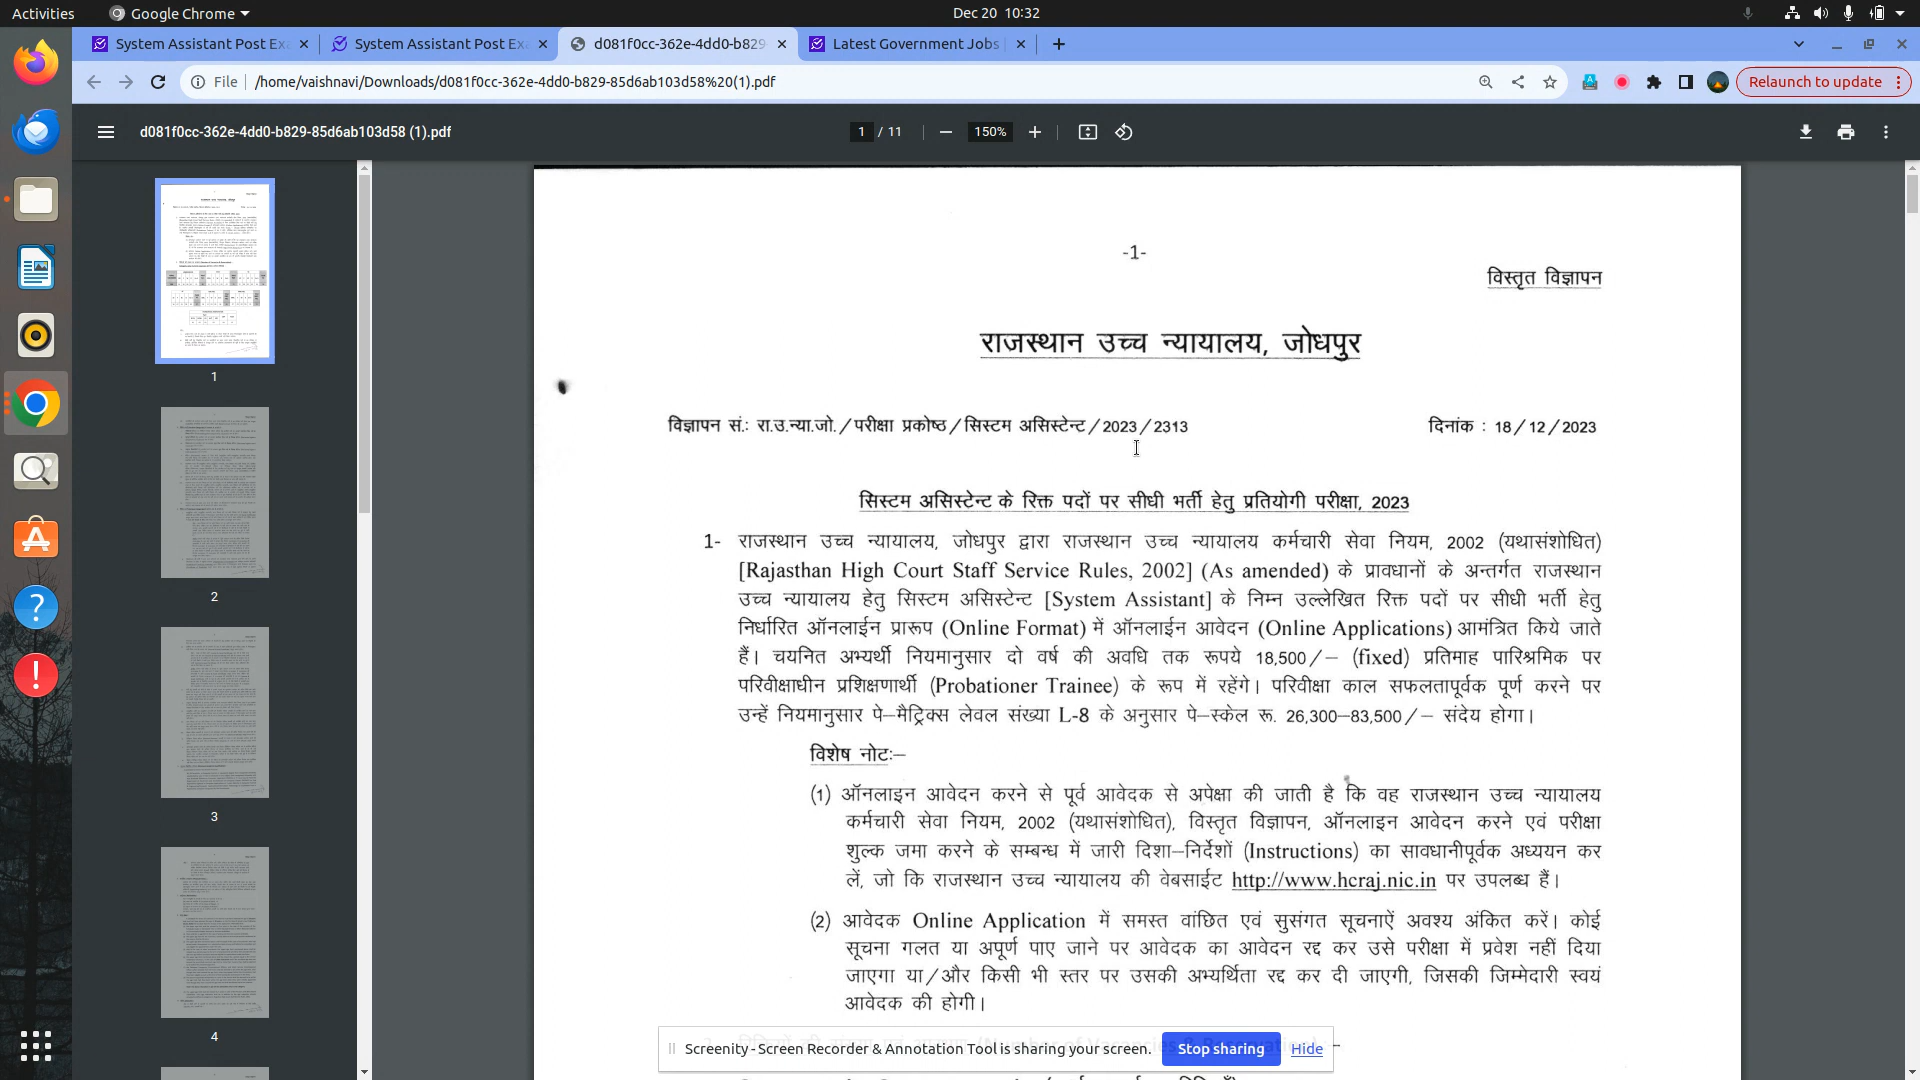 Activities
Google Chrome
Dec 20 10:32
System Assistant Post Ex
System Assistant Post Ex
d081f0cc-362e-4dd0-b829
Latest Government Jobs
File
/home/vaishnavi/Downloads/d081f0cc-362e-4dd0-b829-85d6ab103d58%20(1).pdf
Relaunch to update
d081f0cc-362e-4dd0-b829-85d6ab103d58 (1).pdf
1 / 11
150%
1
2
3
4
-1-
विस्तृत विज्ञापन
राजस्थान उच्च न्यायालय, जोधपुर
विज्ञापन सं.: रा.उ.न्या.जो./परीक्षा प्रकोष्ठ/सिस्टम असिस्टेन्ट/2023/2313
दिनांक : 18/12/2023
सिस्टम असिस्टेन्ट के रिक्त पदों पर सीधी भर्ती हेतु प्रतियोगी परीक्षा, 2023
1- राजस्थान उच्च न्यायालय, जोधपुर द्वारा राजस्थान उच्च न्यायालय कर्मचारी सेवा नियम, 2002 (यथासंशोधित)
[Rajasthan High Court Staff Service Rules, 2002] (As amended) के प्रावधानों के अन्तर्गत राजस्थान
उच्च न्यायालय हेतु सिस्टम असिस्टेन्ट [System Assistant] के निम्न उल्लेखित रिक्त पदों पर सीधी भर्ती हेतु
निर्धारित ऑनलाईन प्रारूप (Online Format) में ऑनलाईन आवेदन (Online Applications) आमंत्रित किये जाते
हैं। चयनित अभ्यर्थी नियमानुसार दो वर्ष की अवधि तक रूपये 18,500/– (fixed) प्रतिमाह पारिश्रमिक पर
परिवीक्षाधीन प्रशिक्षणार्थी (Probationer Trainee) के रूप में रहेंगे। परिवीक्षा काल सफलतापूर्वक पूर्ण करने पर
उन्हें नियमानुसार पे–मैट्रिक्स लेवल संख्या L-8 के अनुसार पे–स्केल रू. 26,300–83,500/– संदेय होगा।
विशेष नोटः–
(1) ऑनलाइन आवेदन करने से पूर्व आवेदक से अपेक्षा की जाती है कि वह राजस्थान उच्च न्यायालय
कर्मचारी सेवा नियम, 2002 (यथासंशोधित), विस्तृत विज्ञापन, ऑनलाइन आवेदन करने एवं परीक्षा
शुल्क जमा करने के सम्बन्ध में जारी दिशा–निर्देशों (Instructions) का सावधानीपूर्वक अध्ययन कर
लें, जो कि राजस्थान उच्च न्यायालय की वेबसाईट http://www.hcraj.nic.in पर उपलब्ध हैं।
(2) आवेदक Online Application में समस्त वांछित एवं सुसंगत सूचनाऐं अवश्य अंकित करें। कोई
सूचना गलत या अपूर्ण पाए जाने पर आवेदक का आवेदन रद्द कर उसे परीक्षा में प्रवेश नहीं दिया
जाएगा या/और किसी भी स्तर पर उसकी अभ्यर्थिता रद्द कर दी जाएगी, जिसकी जिम्मेदारी स्वयं
आवेदक की होगी।
Screenity - Screen Recorder & Annotation Tool is sharing your screen.
Stop sharing
Hide